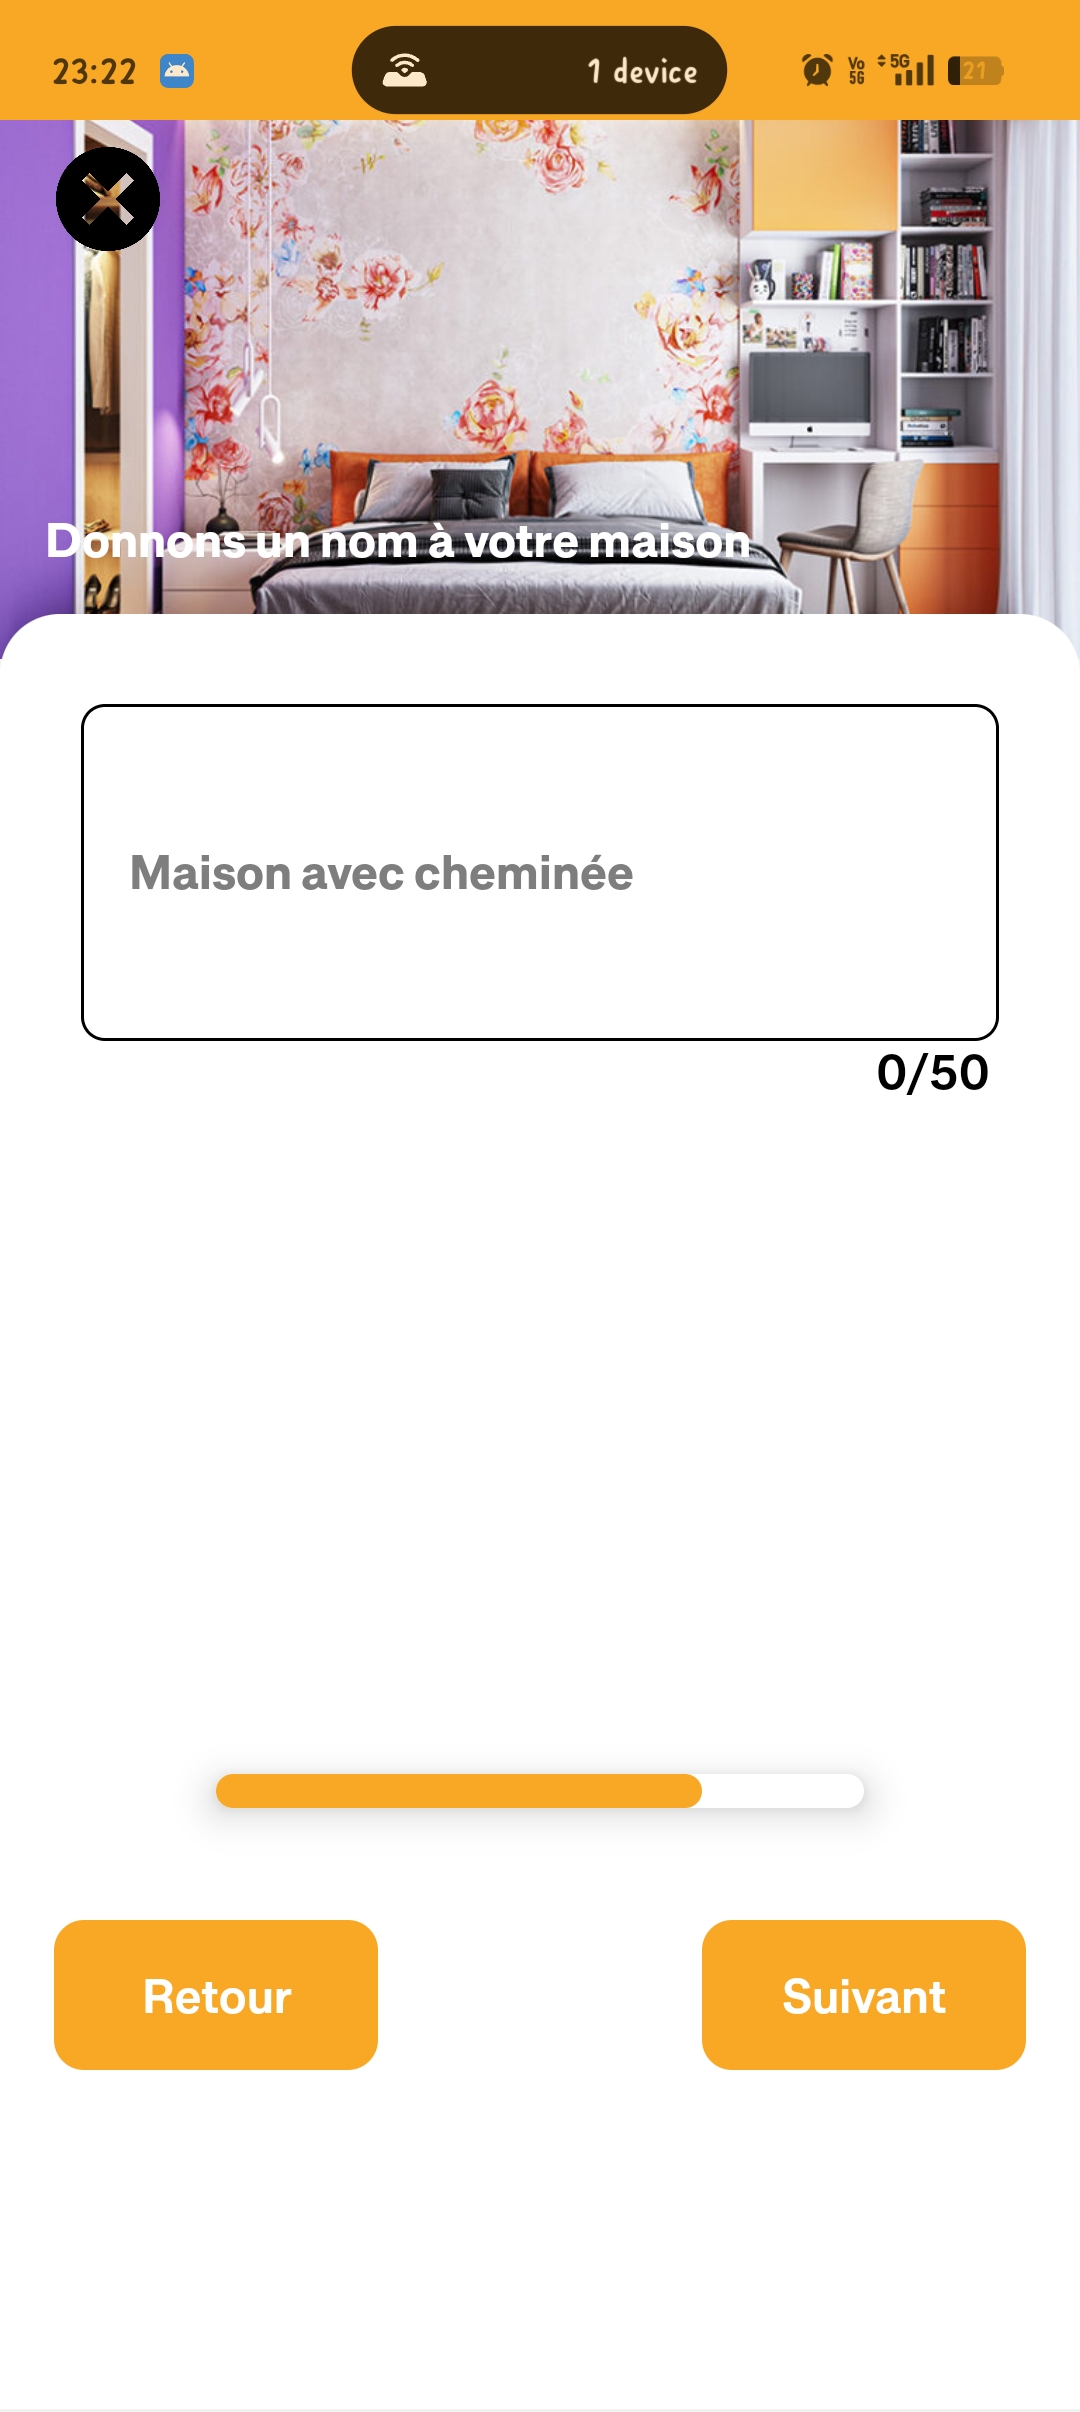 23:22
1 device
Vo 5G
5G
21
Donnons un nom à votre maison
Maison avec cheminée
0/50
Retour
Suivant